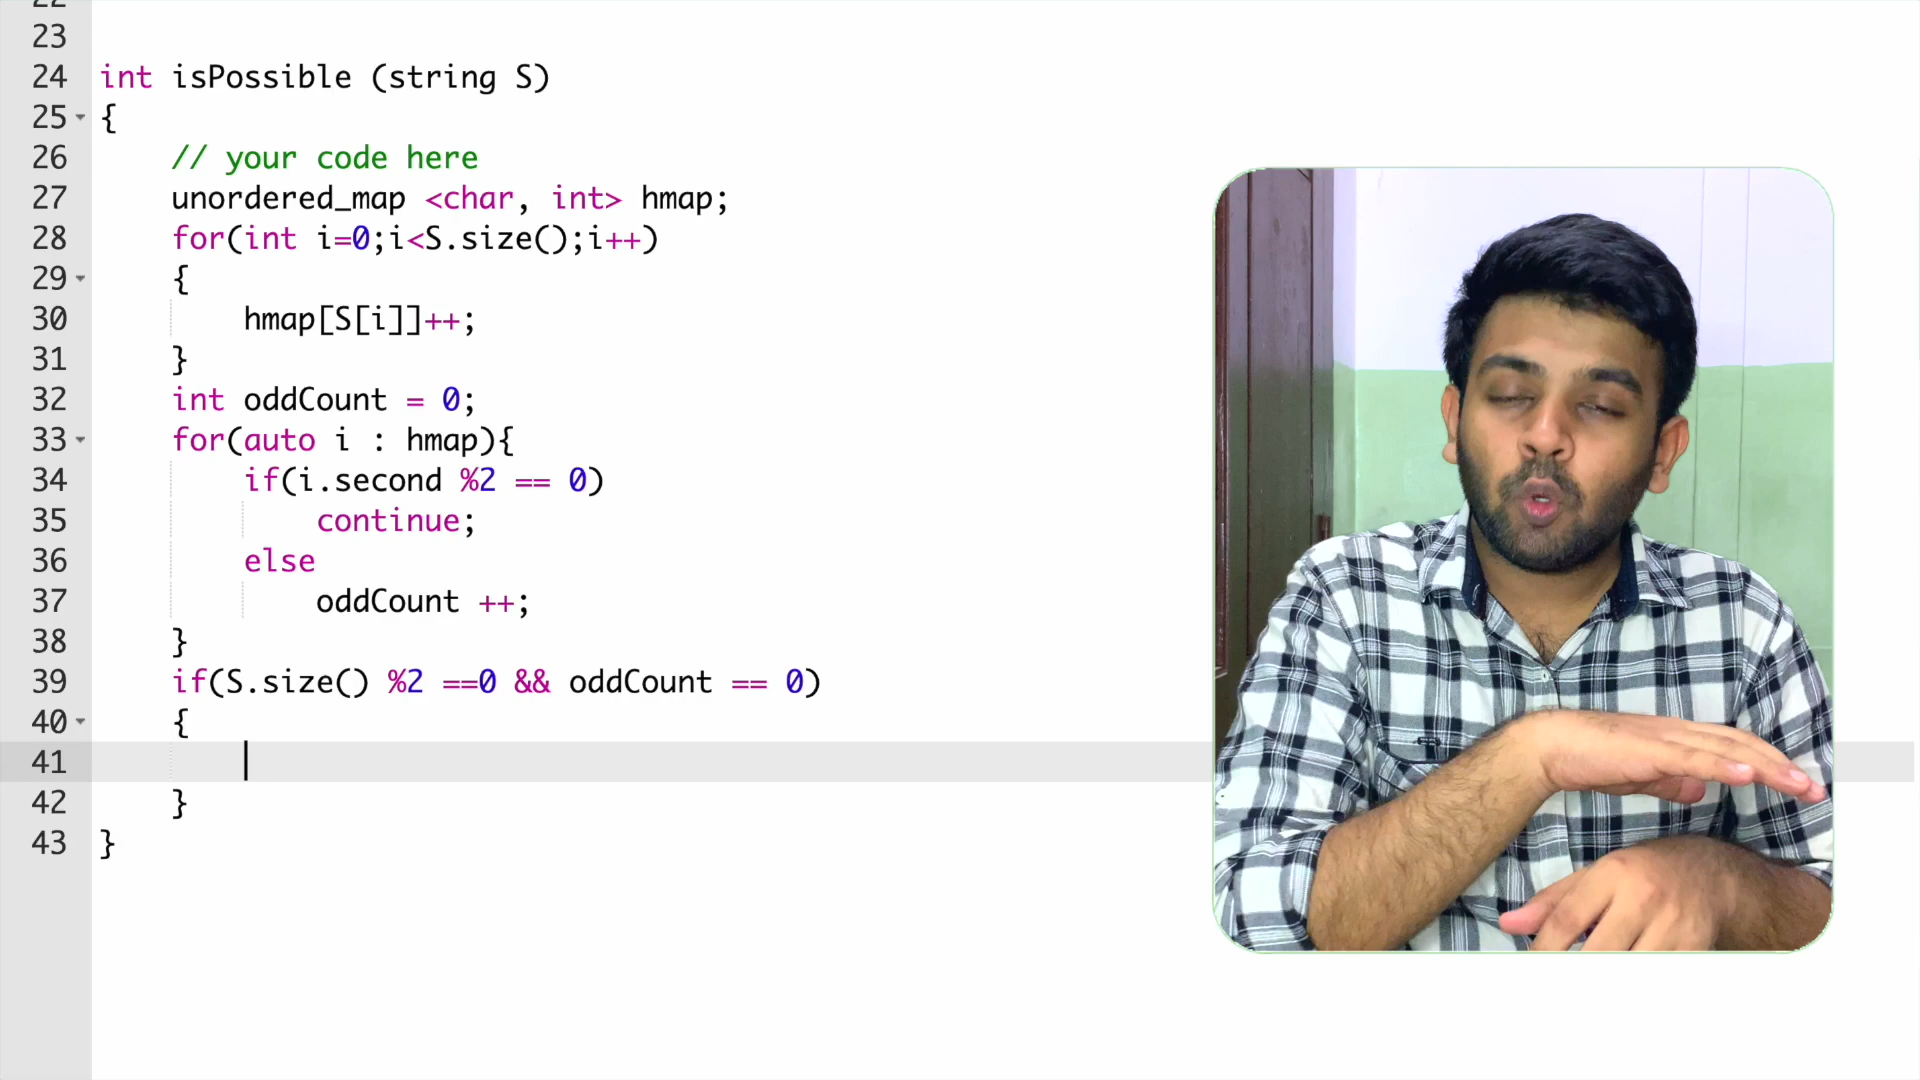 22
23
24 int isPossible (string S)
25 {
26 // your code here
27 unordered_map <char, int> hmap;
28 for(int i=0;i<S.size();i++)
29 {
30 hmap[S[i]]++;
31 }
32 int oddCount = 0;
33 for(auto i : hmap){
34 if(i.second %2 == 0)
35 continue;
36 else
37 oddCount ++;
38 }
39 if(S.size() %2 ==0 && oddCount == 0)
40 {
41
42 }
43 }